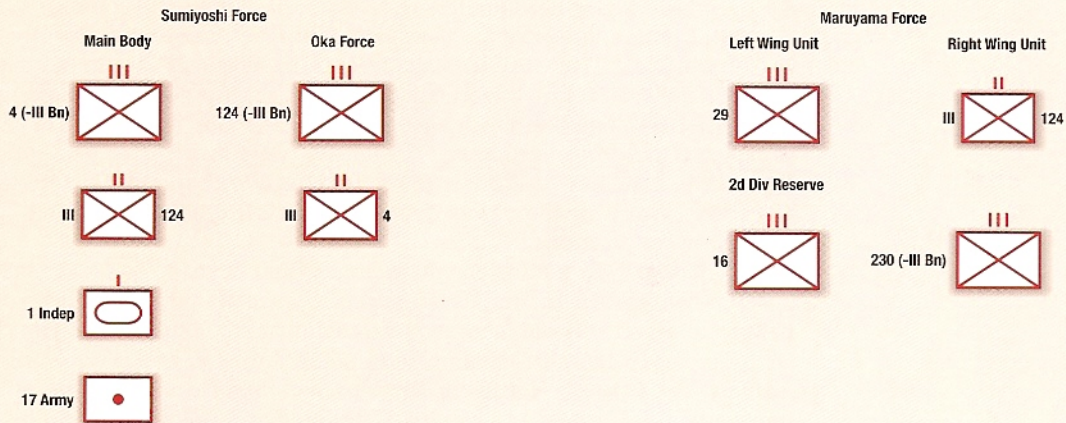 Sumiyoshi Force
Main Body
Oka Force
III
III
4 (-III Bn)
124 (-III Bn)
II
II
III
124
III
4
I
1 Indep
17 Army
Maruyama Force
Left Wing Unit
Right Wing Unit
III
II
29
III
124
2d Div Reserve
III
III
16
230 (-III Bn)